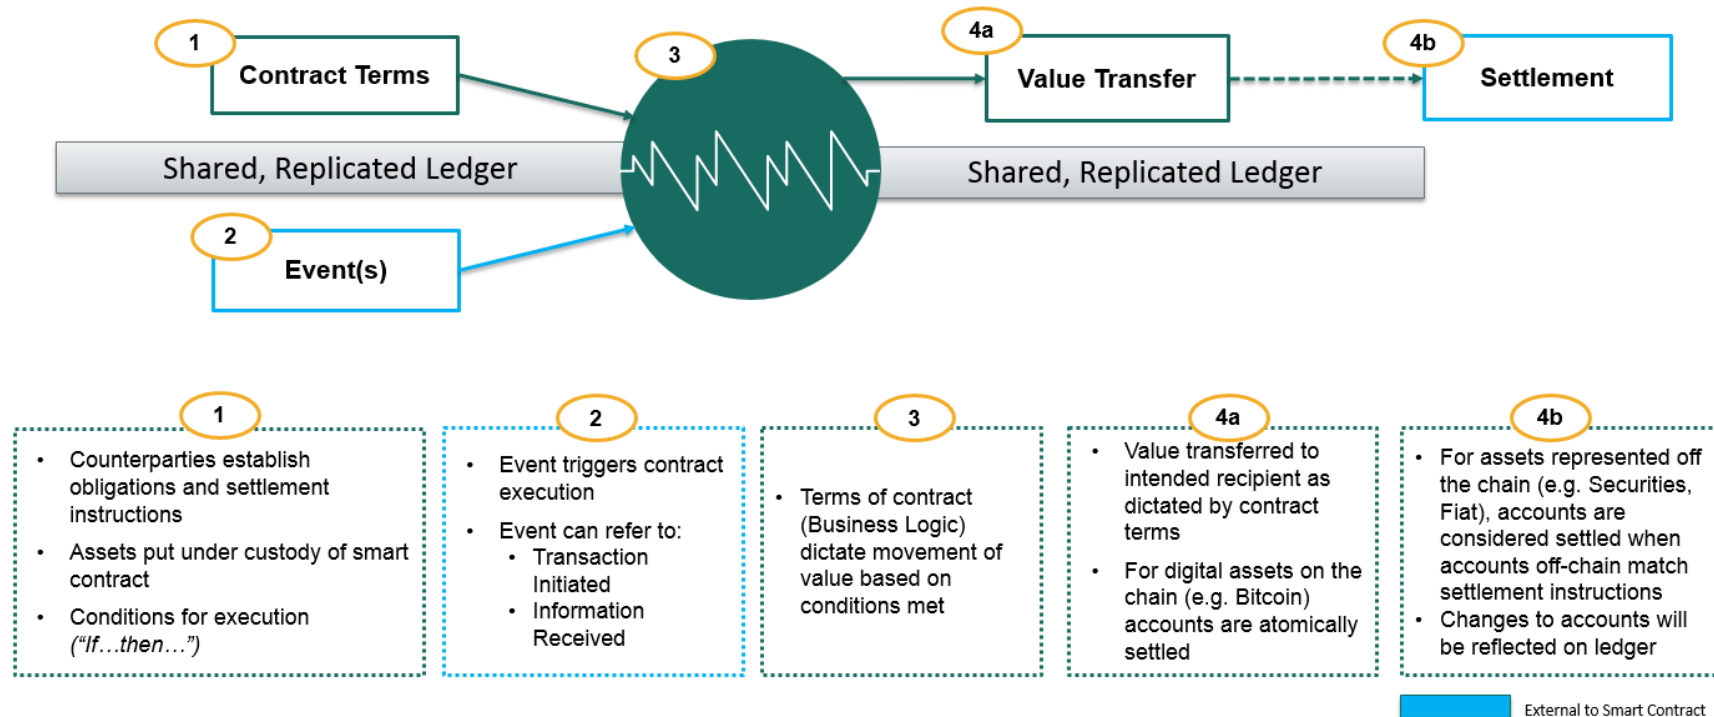 1
Contract Terms
3
4a
Value Transfer
4b
Settlement
Shared, Replicated Ledger
Shared, Replicated Ledger
2
Event(s)
1
• Counterparties establish
obligations and settlement
instructions
• Assets put under custody of smart
contract
• Conditions for execution
(“If…then…”)
2
• Event triggers contract
execution
• Event can refer to:
• Transaction
Initiated
• Information
Received
3
• Terms of contract
(Business Logic)
dictate movement of
value based on
conditions met
4a
• Value transferred to
intended recipient as
dictated by contract
terms
• For digital assets on the
chain (e.g. Bitcoin)
accounts are atomically
settled
4b
• For assets represented off
the chain (e.g. Securities,
Fiat), accounts are
considered settled when
accounts off-chain match
settlement instructions
• Changes to accounts will
be reflected on ledger
External to Smart Contract